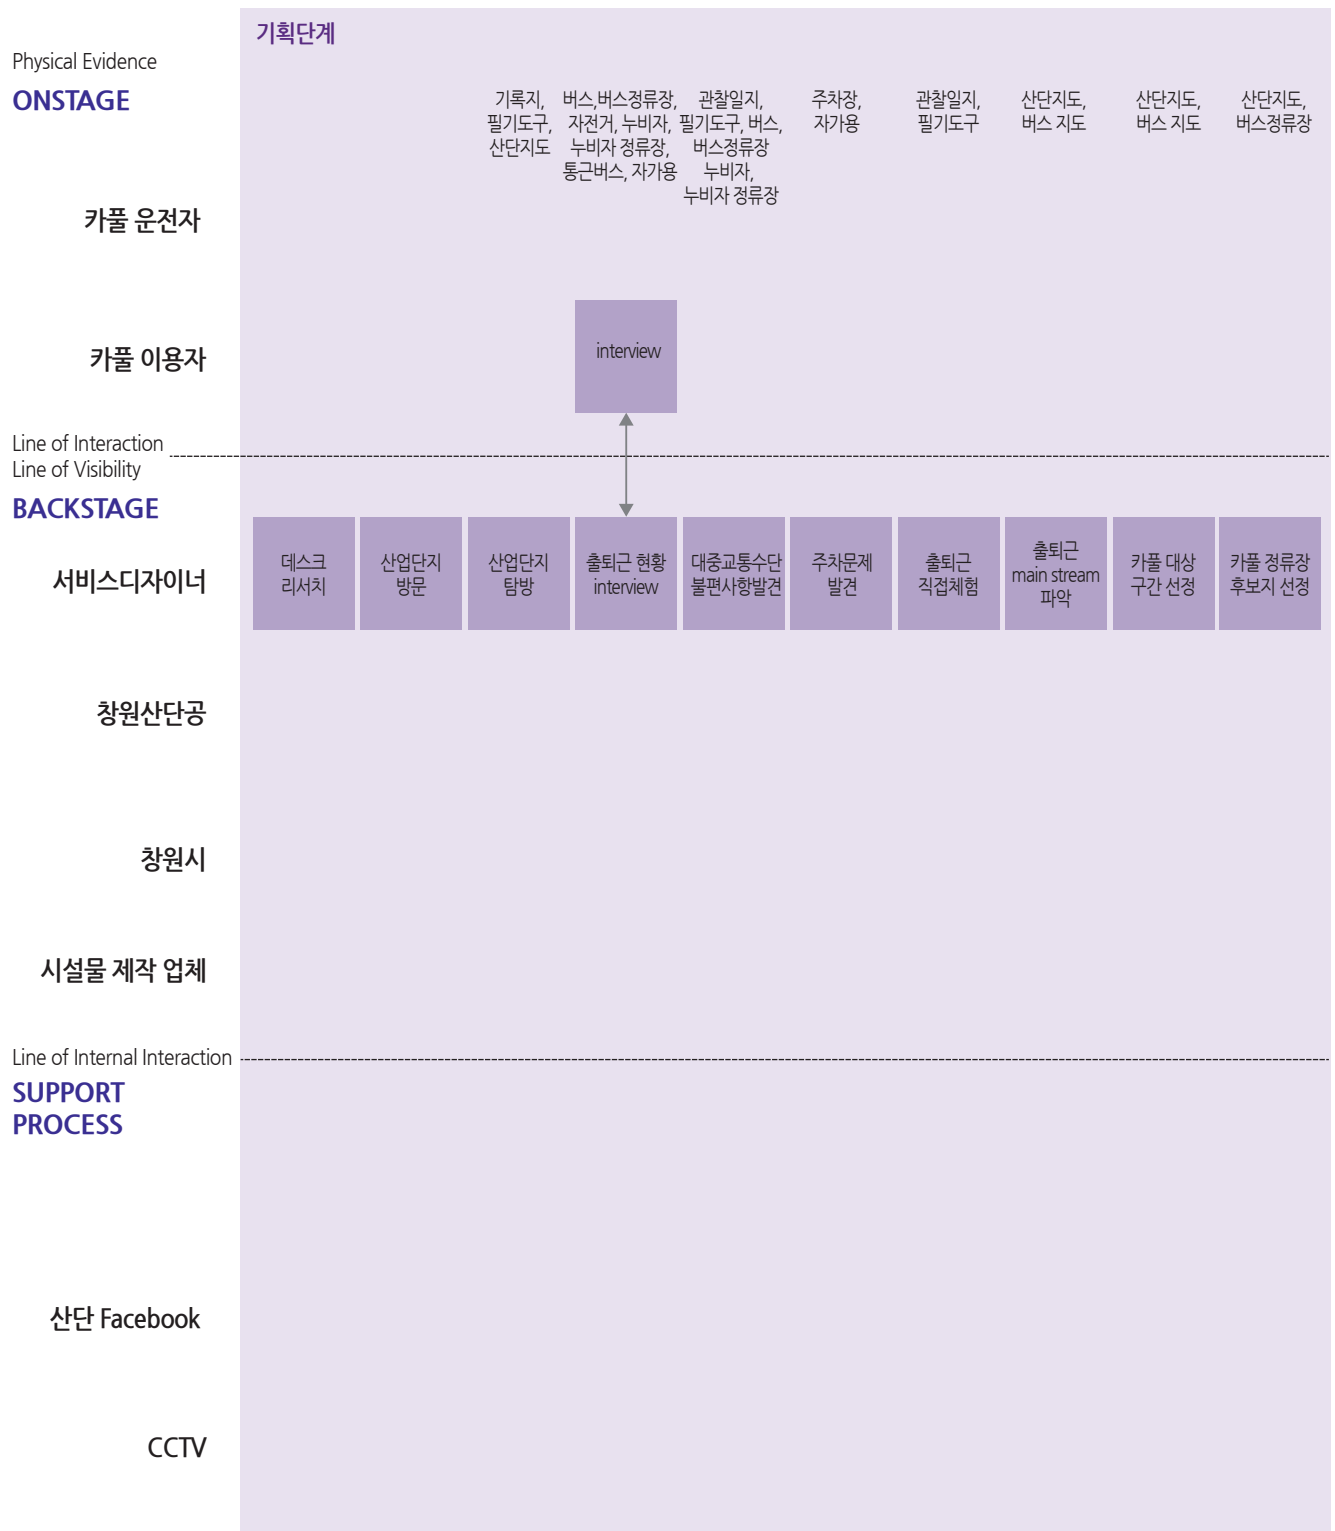 기획단계
Physical Evidence
ONSTAGE
기록지,
필기도구,
산단지도
버스,버스정류장,
자전거, 누비자,
누비자 정류장,
통근버스, 자가용
관찰일지,
필기도구, 버스,
버스정류장
누비자,
누비자 정류장
주차장,
자가용
관찰일지,
필기도구
산단지도,
버스 지도
산단지도,
버스 지도
산단지도,
버스정류장
카풀 운전자
카풀 이용자
interview
Line of Interaction
Line of Visibility
BACKSTAGE
서비스디자이너
데스크
리서치
산업단지
방문
산업단지
탐방
출퇴근 현황
interview
대중교통수단
불편사항발견
주차문제
발견
출퇴근
직접체험
출퇴근
main stream
파악
카풀 대상
구간 선정
카풀 정류장
후보지 선정
창원산단공
창원시
시설물 제작 업체
Line of Internal Interaction
SUPPORT
PROCESS
산단 Facebook
CCTV